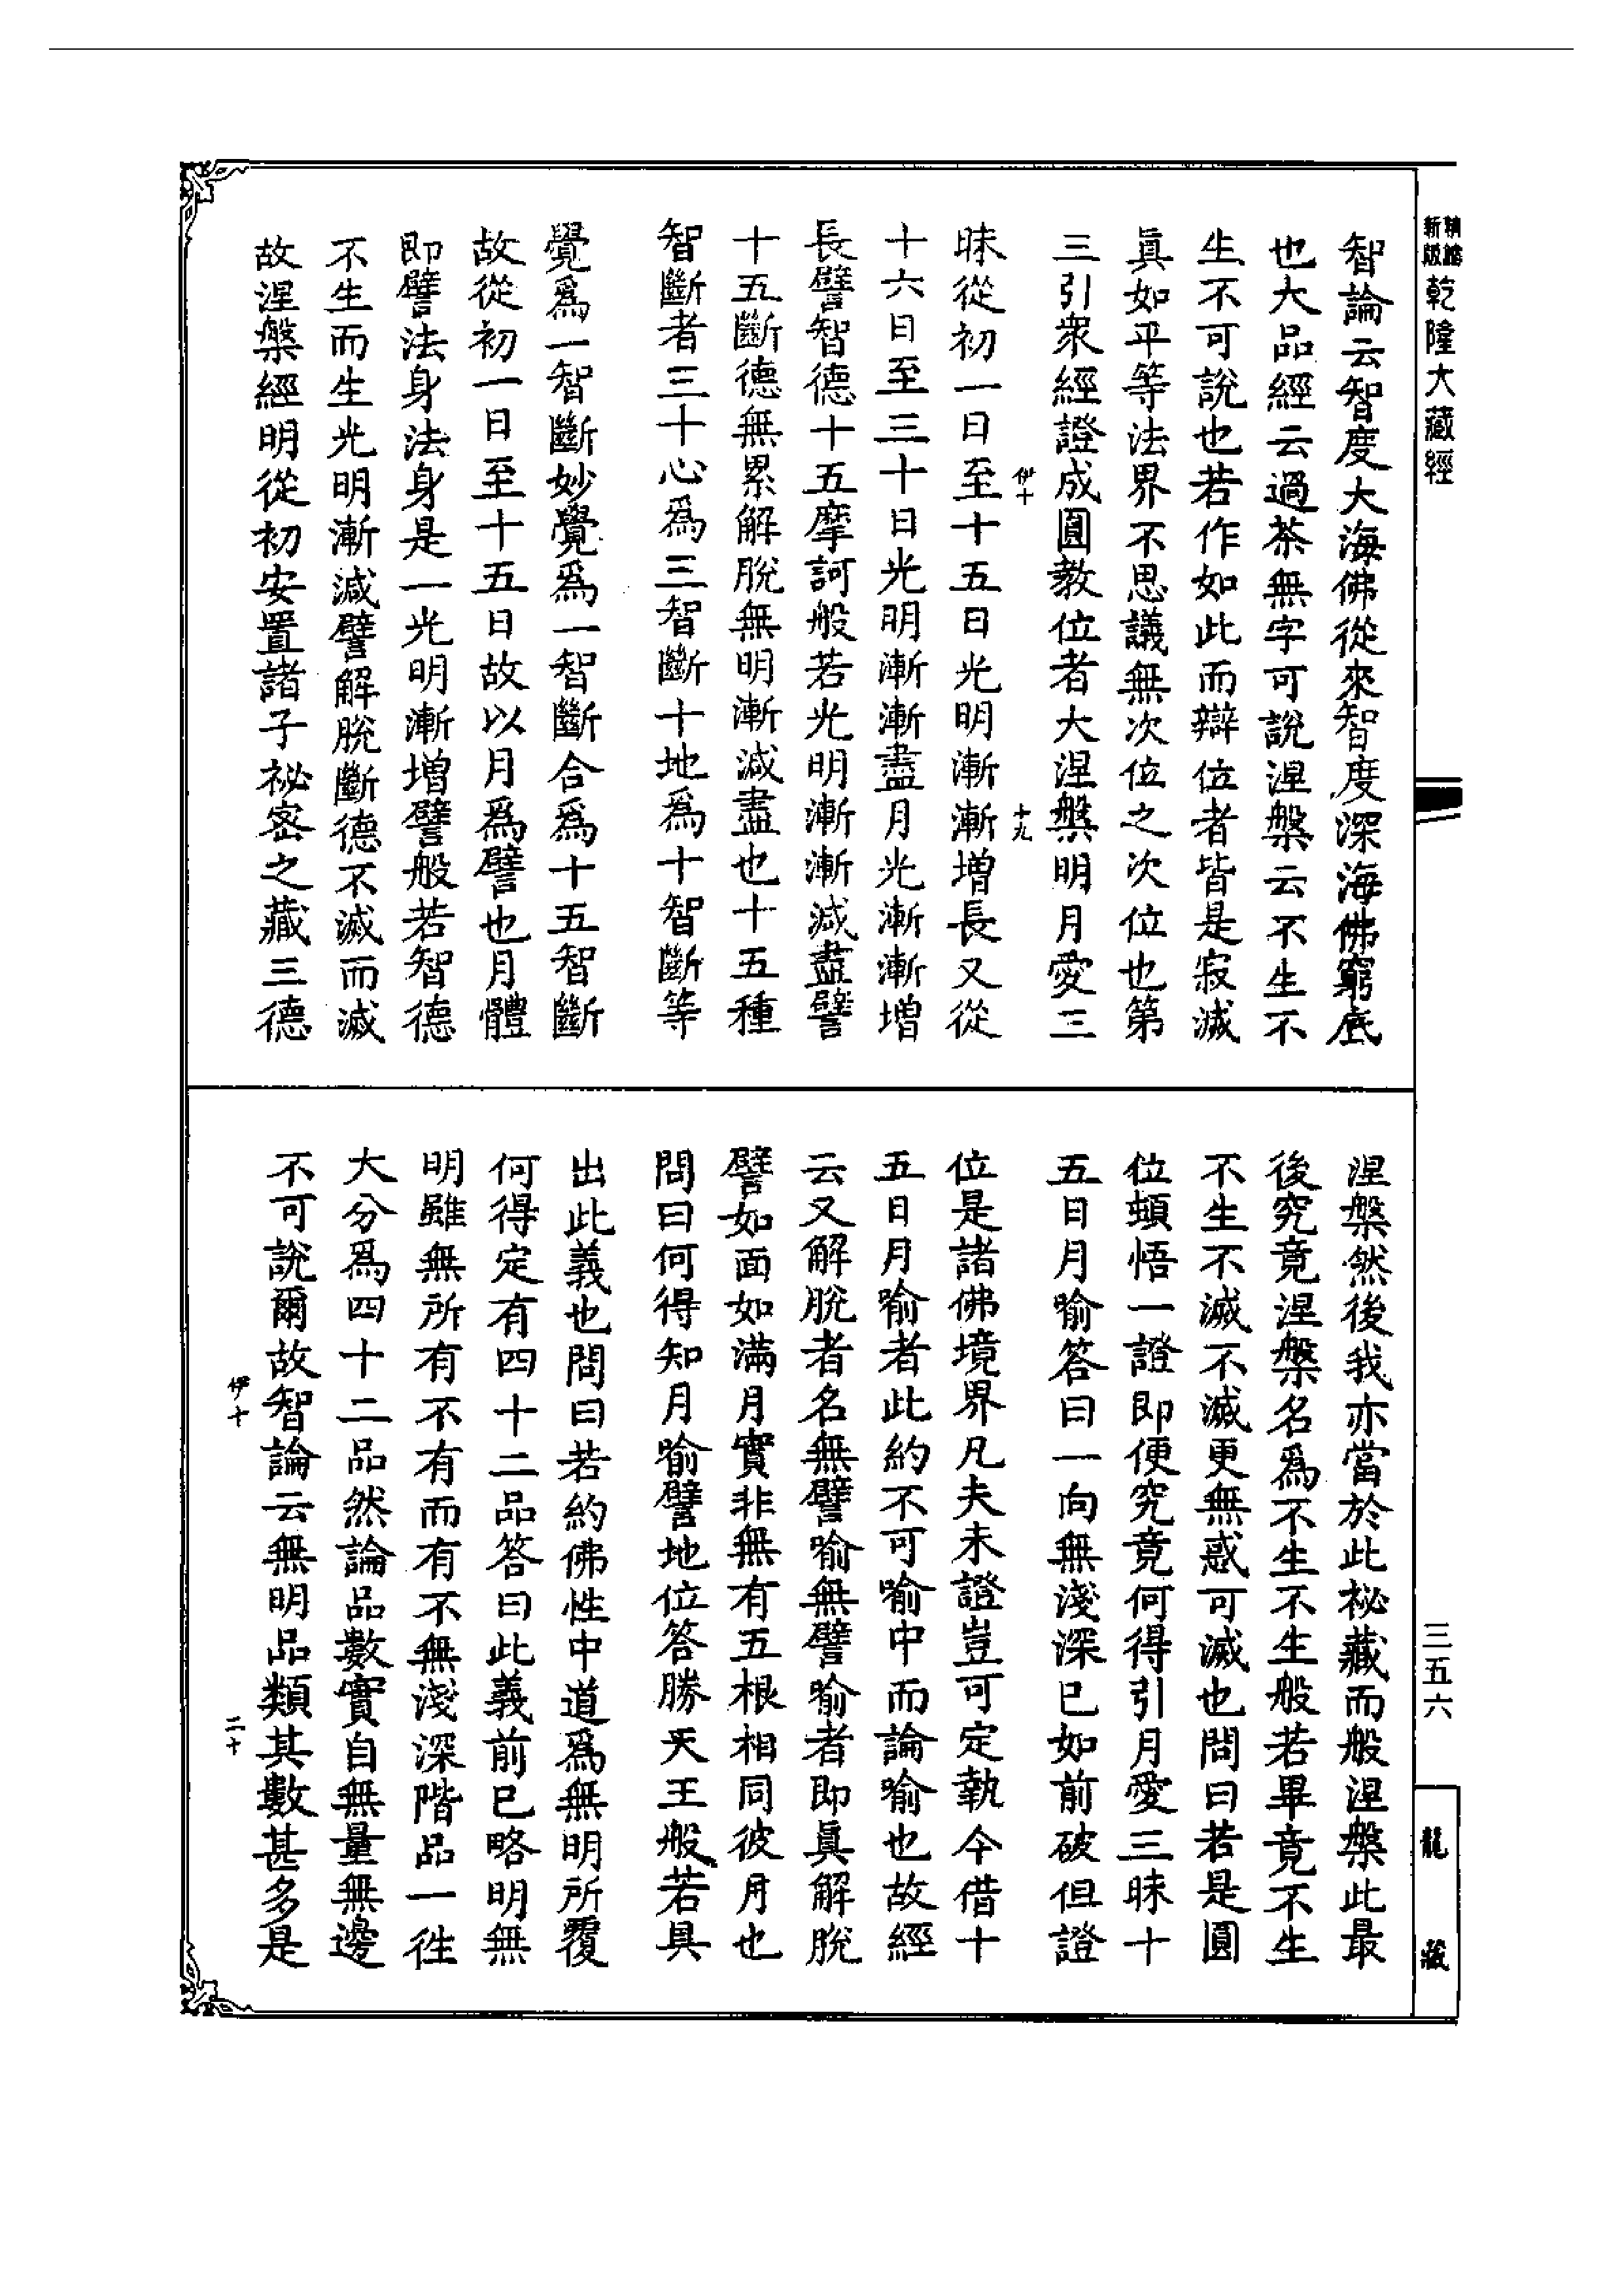 精縮
新版
乾隆大藏經
智論云智度大海佛從來智度深海佛窮底
也大品經云過茶無字可說涅槃云不生不
生不可說也若作如此而辯位者皆是寂滅
眞如平等法界不思議無次位之次位也第
三引衆經證成圓教位者大涅槃明月愛三
伊十
十九
昧從初一日至十五日光明漸漸增長又從
十六日至三十日光明漸漸盡月光漸漸增
長譬智德十五摩訶般若光明漸漸減盡譬
十五斷德無累解脫無明漸減盡也十五種
智斷者三十心爲三智斷十地爲十智斷等
覺爲一智斷妙覺爲一智斷合爲十五智斷
故從初一日至十五日故以月爲譬也月體
即譬法身法身是一光明漸增譬般若智德
不生而生光明漸減譬解脫斷德不滅而滅
故涅槃經明從初安置諸子祕密之藏三德
涅槃然後我亦當於此祕藏而般涅槃此最
後究竟涅槃名爲不生不生般若畢竟不生
不生不滅不滅更無惑可滅也問曰若是圓
位頓悟一證即便究竟何得引月愛三昧十
五日月喻答曰一向無淺深已如前破但證
位是諸佛境界凡夫未證豈可定執今借十
五日月喻者此約不可喻中而論喻也故經
云又解脫者名無譬喻無譬喻者即眞解脫
譬如面如滿月實非無有五根相同彼月也
問曰何得知月喻譬地位答勝天王般若具
出此義也問曰若約佛性中道爲無明所覆
何得定有四十二品答曰此義前已略明無
明雖無所有不有而有不無淺深階品一往
大分爲四十二品然論品數實自無量無邊
不可說爾故智論云無明品類其數甚多是
伊十
二十
三五六
龍藏